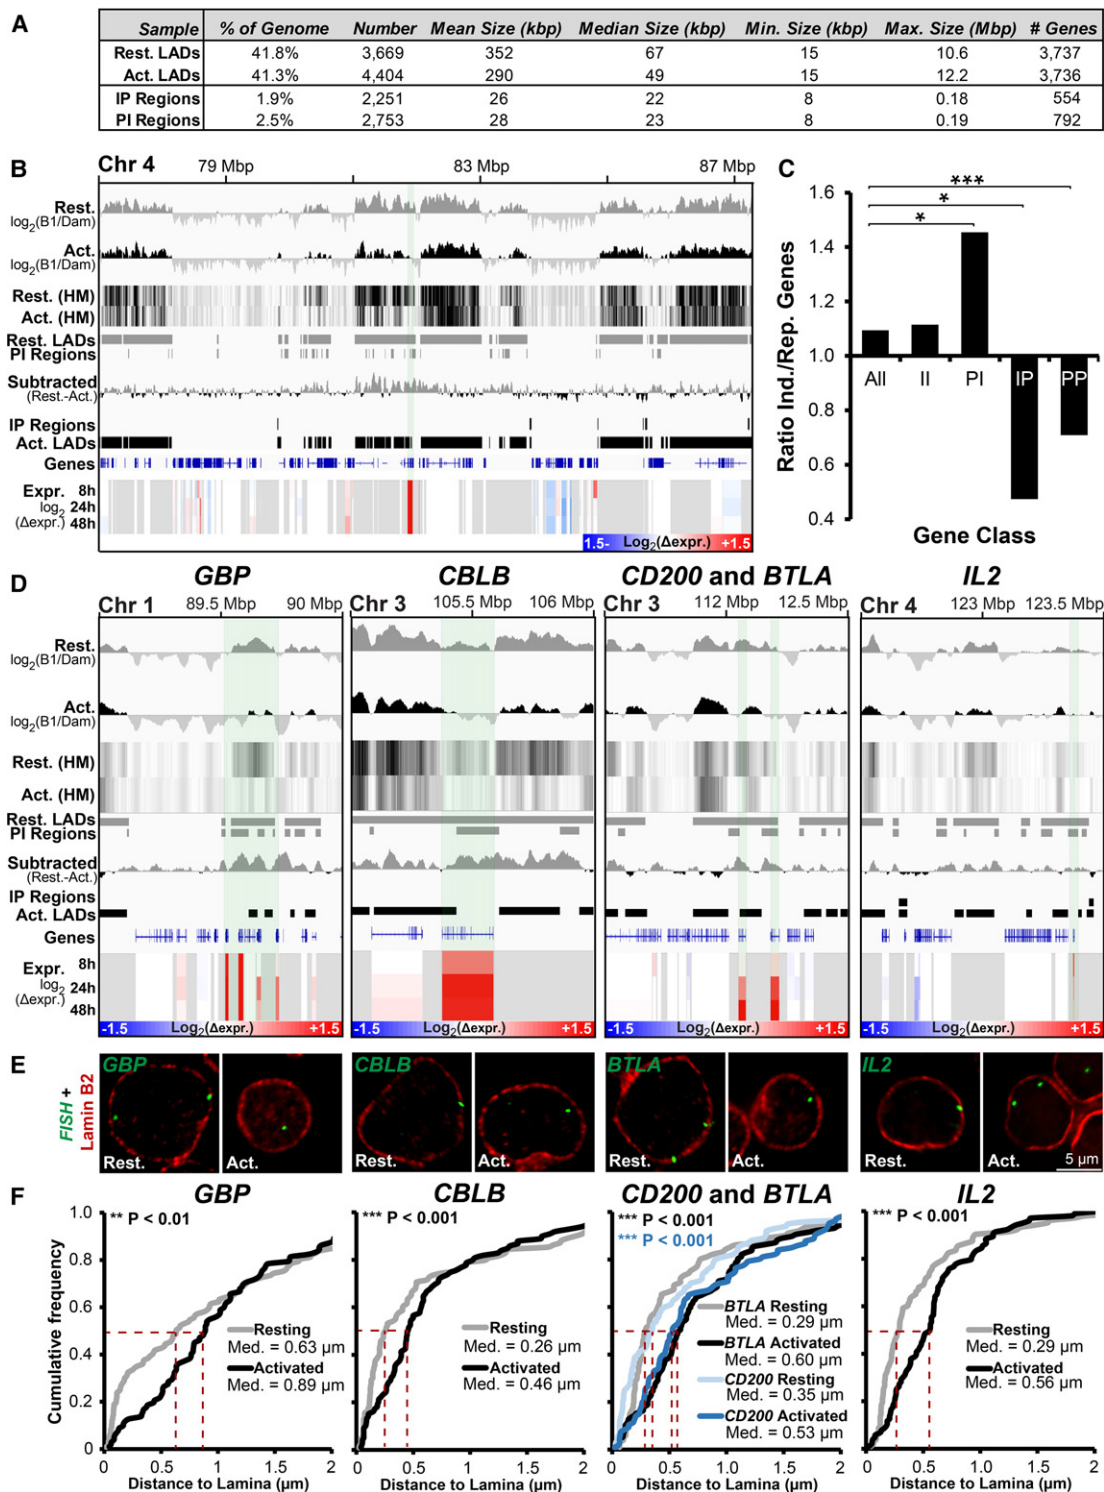 A
Sample % of Genome Number Mean Size (kbp) Median Size (kbp) Min. Size (kbp) Max. Size (Mbp) # Genes
Rest. LADs 41.8% 3,669 352 67 15 10.6 3,737
Act. LADs 41.3% 4,404 290 49 15 12.2 3,736
IP Regions 1.9% 2,251 26 22 8 0.18 554
PI Regions 2.5% 2,753 28 23 8 0.19 792
B
Chr 4 79 Mbp 83 Mbp 87 Mbp
Rest.
log2(B1/Dam)
Act.
log2(B1/Dam)
Rest. (HM)
Act. (HM)
Rest. LADs
PI Regions
Subtracted
(Rest.-Act.)
IP Regions
Act. LADs
Genes
Expr. 8h
log2 24h
(Δexpr.) 48h
1.5- Log2(Δexpr.) +1.5
C
***
*
*
1.6
1.4
1.2
1.0
0.8
0.6
0.4
Ratio Ind./Rep. Genes
All II PI IP PP
Gene Class
D
GBP CBLB CD200 and BTLA IL2
Chr 1 89.5 Mbp 90 Mbp
Chr 3 105.5 Mbp 106 Mbp
Chr 3 112 Mbp 12.5 Mbp
Chr 4 123 Mbp 123.5 Mbp
Rest.
log2(B1/Dam)
Act.
log2(B1/Dam)
Rest. (HM)
Act. (HM)
Rest. LADs
PI Regions
Subtracted
(Rest.-Act.)
IP Regions
Act. LADs
Genes
Expr. 8h
log2 24h
(Δexpr.) 48h
-1.5 Log2(Δexpr.) +1.5
-1.5 Log2(Δexpr.) +1.5
-1.5 Log2(Δexpr.) +1.5
-1.5 Log2(Δexpr.) +1.5
E
FISH +
Lamin B2
GBP CBLB BTLA IL2
Rest. Act. Rest. Act. Rest. Act. Rest. Act.
5 µm
F
GBP CBLB CD200 and BTLA IL2
Cumulative frequency
1.0
0.8
0.6
0.4
0.2
0
** P < 0.01
Resting
Med. = 0.63 µm
Activated
Med. = 0.89 µm
0 0.5 1.0 1.5 2
Distance to Lamina (µm)
*** P < 0.001
Resting
Med. = 0.26 µm
Activated
Med. = 0.46 µm
0 0.5 1.0 1.5 2
Distance to Lamina (µm)
*** P < 0.001
*** P < 0.001
BTLA Resting
Med. = 0.29 µm
BTLA Activated
Med. = 0.60 µm
CD200 Resting
Med. = 0.35 µm
CD200 Activated
Med. = 0.53 µm
0 0.5 1.0 1.5 2
Distance to Lamina (µm)
*** P < 0.001
Resting
Med. = 0.29 µm
Activated
Med. = 0.56 µm
0 0.5 1.0 1.5 2
Distance to Lamina (µm)